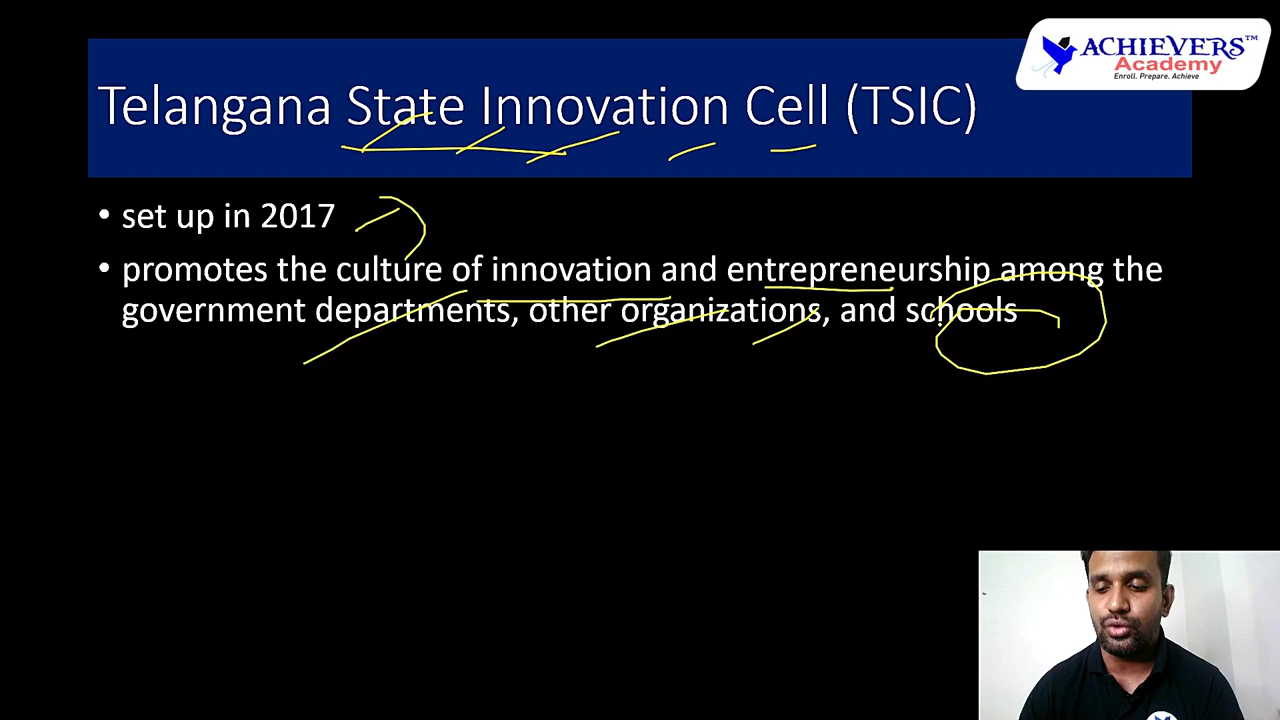 ACHIEVERS™
Academy
Enroll. Prepare. Achieve
Telangana State Innovation Cell (TSIC)
• set up in 2017
• promotes the culture of innovation and entrepreneurship among the
government departments, other organizations, and schools